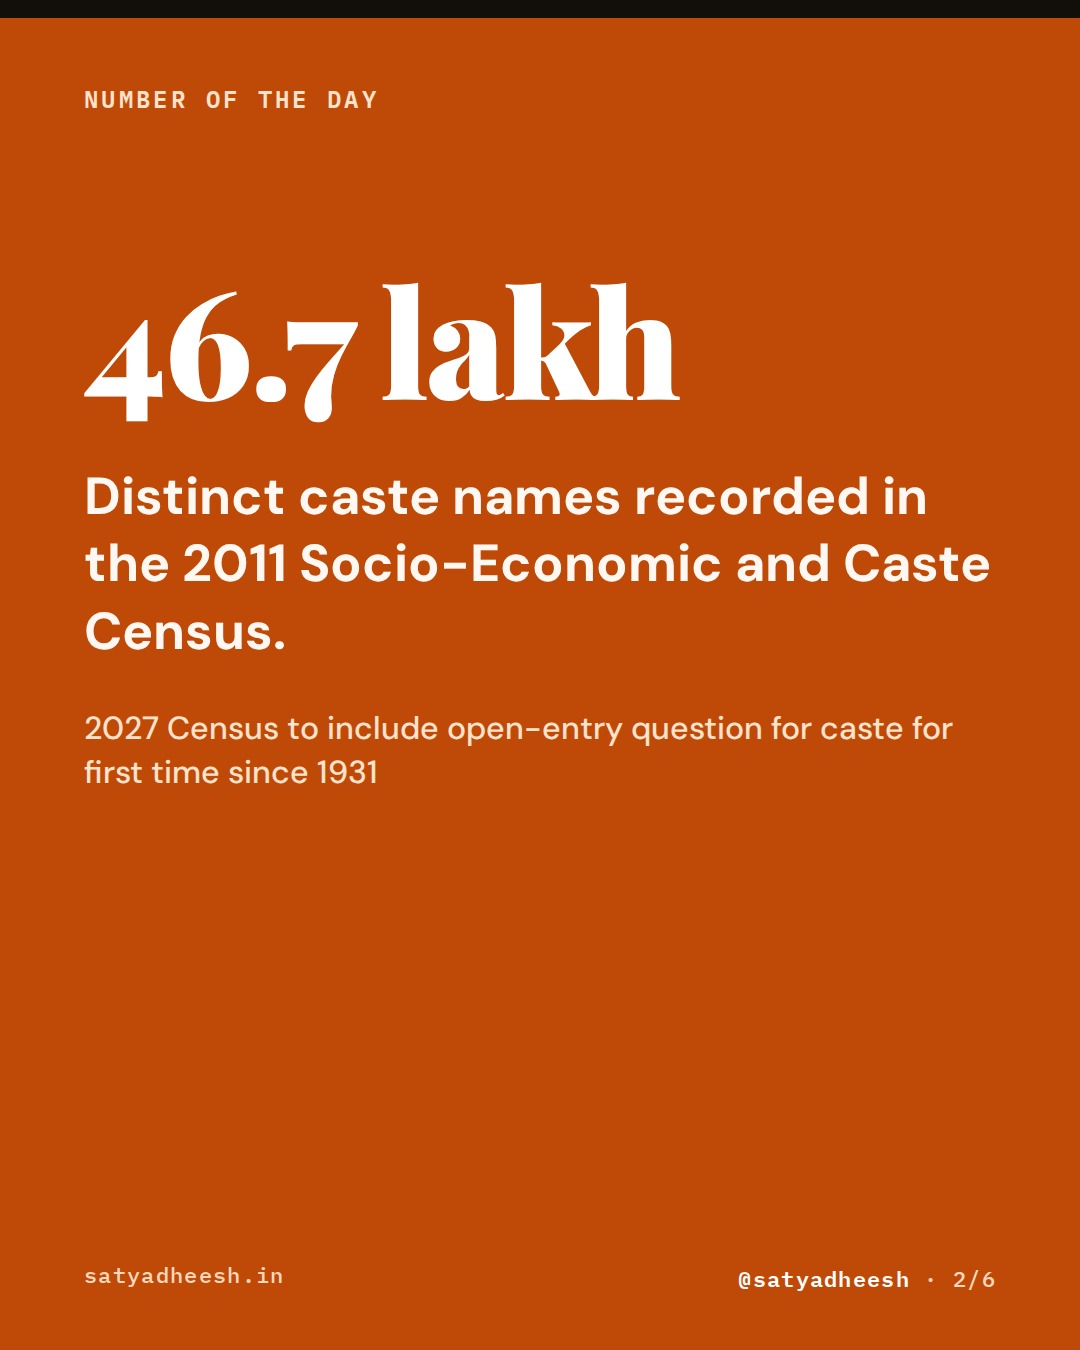 NUMBER OF THE DAY
46.7 lakh
Distinct caste names recorded in
the 2011 Socio-Economic and Caste
Census.
2027 Census to include open-entry question for caste for
first time since 1931
satyadheesh.in
@satyadheesh · 2/6